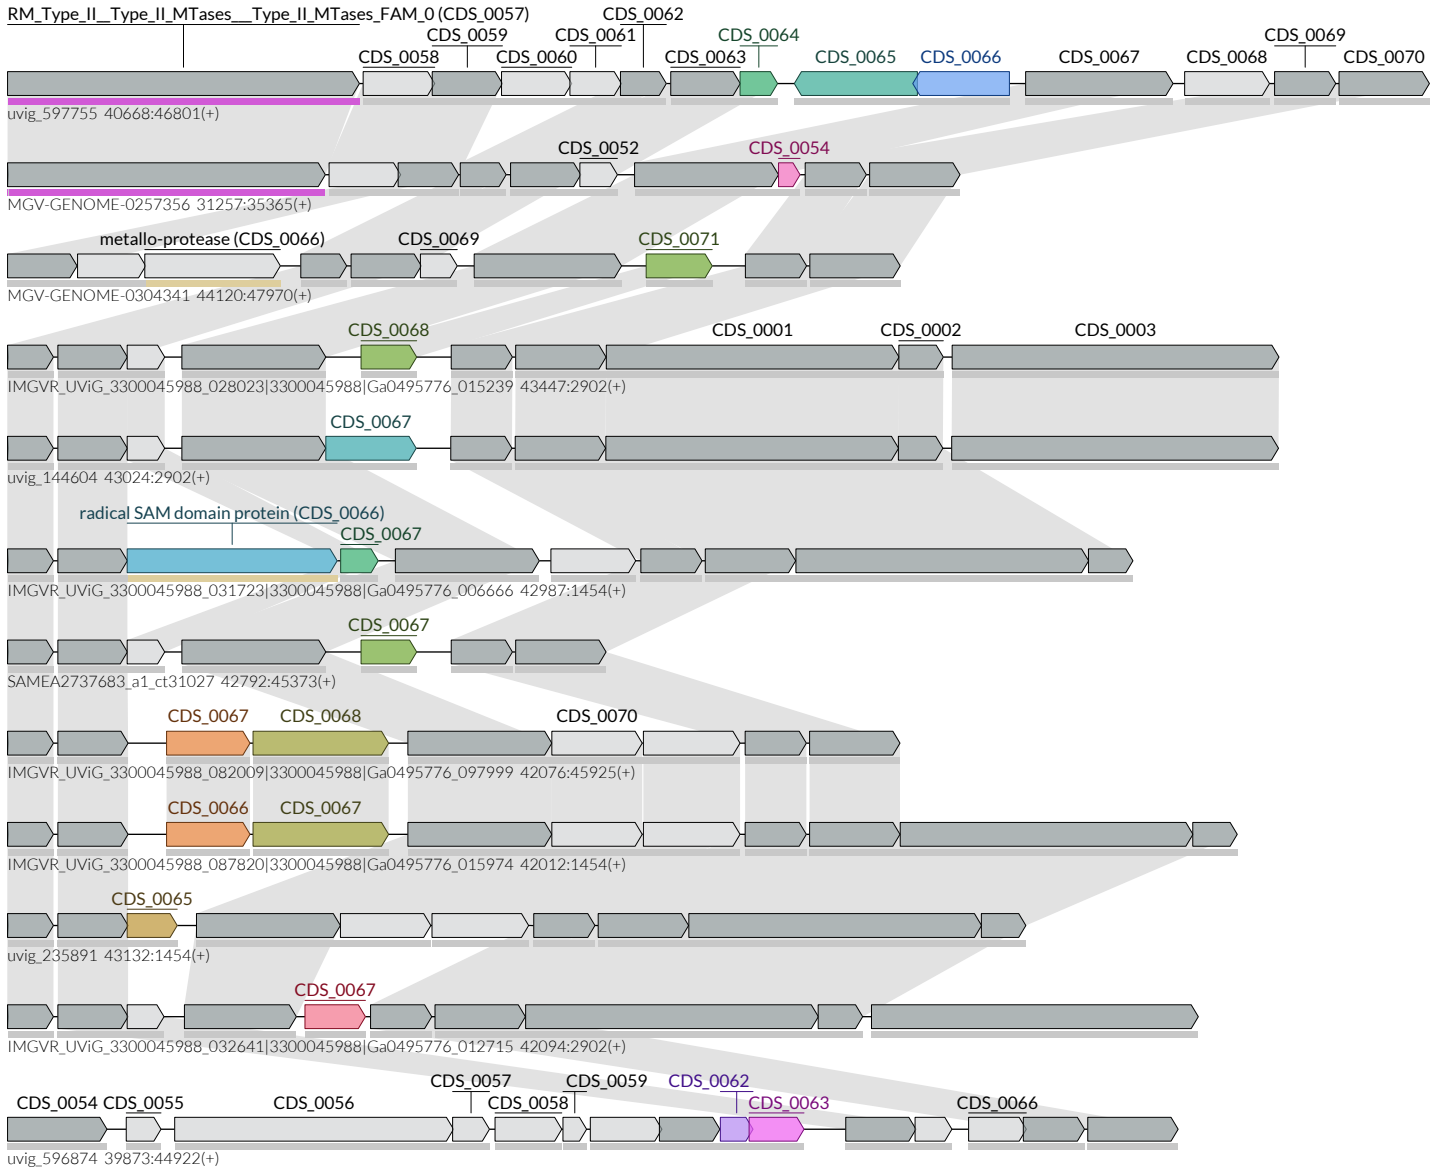 RM_Type_II__Type_II_MTases___Type_II_MTases_FAM_0 (CDS_0057)
CDS_0058
CDS_0059
CDS_0060
CDS_0061
CDS_0062
CDS_0063
CDS_0064
CDS_0065
CDS_0066
CDS_0067
CDS_0068
CDS_0069
CDS_0070
uvig_597755 40668:46801(+)
CDS_0052
CDS_0054
MGV-GENOME-0257356 31257:35365(+)
metallo-protease (CDS_0066)
CDS_0069
CDS_0071
MGV-GENOME-0304341 44120:47970(+)
CDS_0068
CDS_0001
CDS_0002
CDS_0003
IMGVR_UViG_3300045988_028023|3300045988|Ga0495776_015239 43447:2902(+)
CDS_0067
uvig_144604 43024:2902(+)
radical SAM domain protein (CDS_0066)
CDS_0067
IMGVR_UViG_3300045988_031723|3300045988|Ga0495776_006666 42987:1454(+)
CDS_0067
SAMEA2737683_a1_ct31027 42792:45373(+)
CDS_0067
CDS_0068
CDS_0070
IMGVR_UViG_3300045988_082009|3300045988|Ga0495776_097999 42076:45925(+)
CDS_0066
CDS_0067
IMGVR_UViG_3300045988_087820|3300045988|Ga0495776_015974 42012:1454(+)
CDS_0065
uvig_235891 43132:1454(+)
CDS_0067
IMGVR_UViG_3300045988_032641|3300045988|Ga0495776_012715 42094:2902(+)
CDS_0054
CDS_0055
CDS_0056
CDS_0057
CDS_0058
CDS_0059
CDS_0062
CDS_0063
CDS_0066
uvig_596874 39873:44922(+)